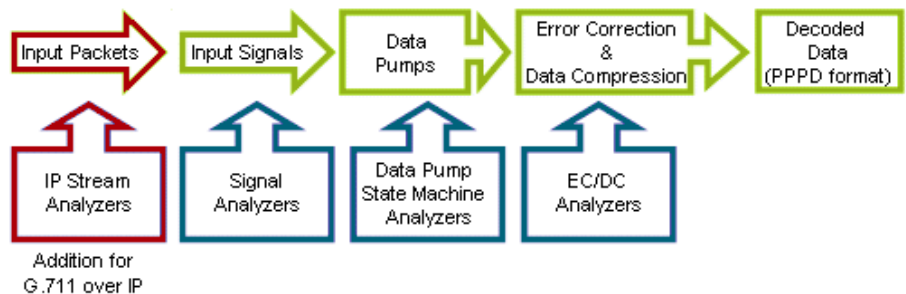 Input Packets
Input Signals
Data
Pumps
Error Correction
&
Data Compression
Decoded
Data
(PPPD format)
IP Stream
Analyzers
Signal
Analyzers
Data Pump
State Machine
Analyzers
EC/DC
Analyzers
Addition for
G.711 over IP